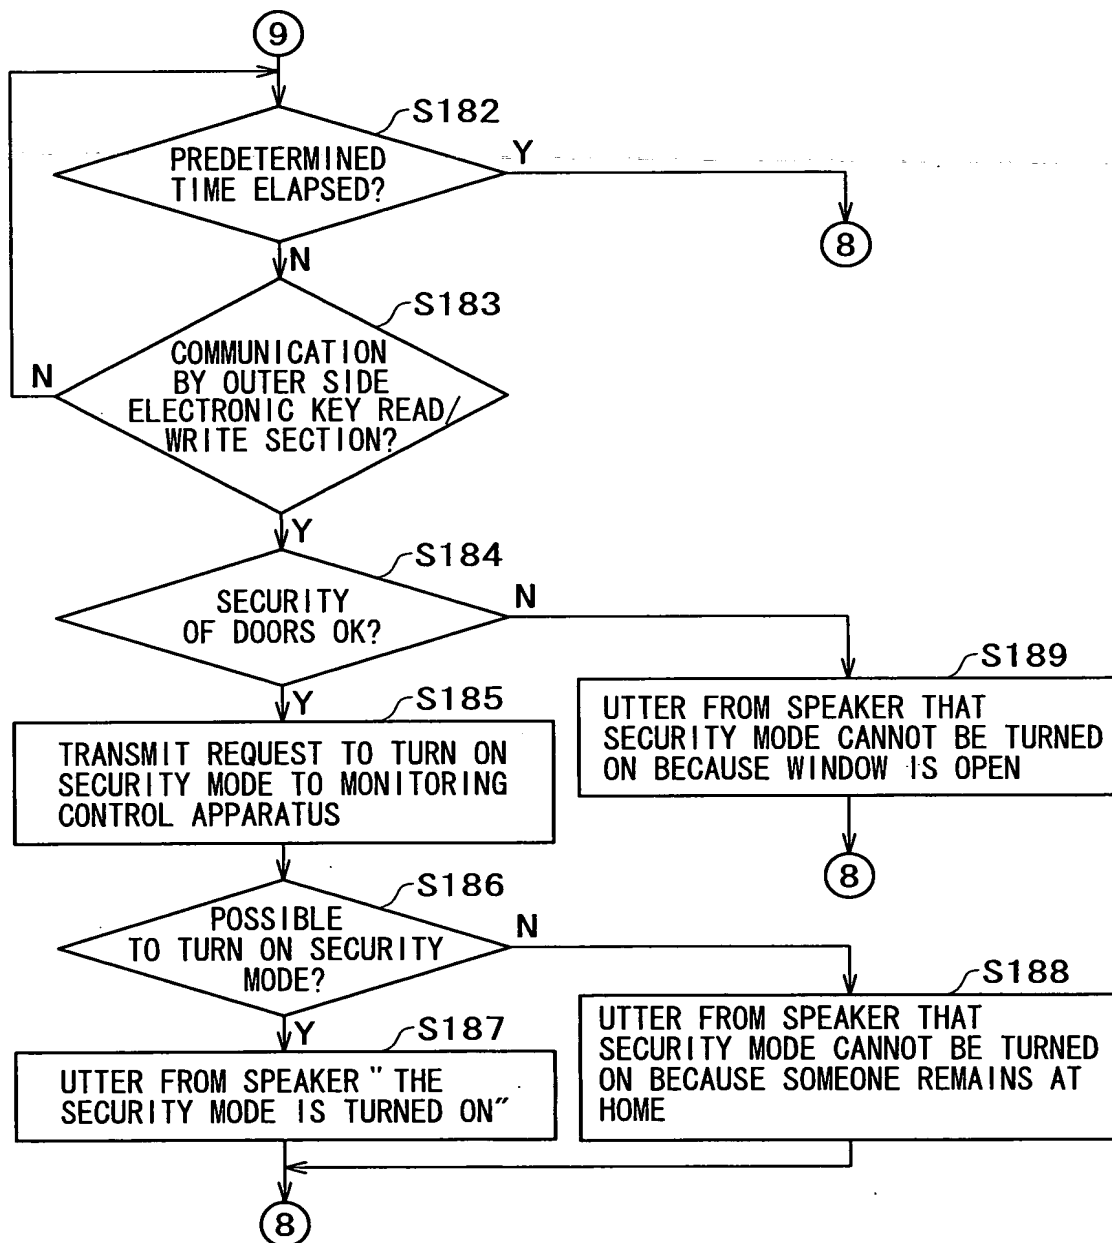 9
S182
PREDETERMINED
TIME ELAPSED?
Y
8
N
S183
COMMUNICATION
BY OUTER SIDE
ELECTRONIC KEY READ/
WRITE SECTION?
N
Y
S184
SECURITY
OF DOORS OK?
N
Y
S189
UTTER FROM SPEAKER THAT
SECURITY MODE CANNOT BE TURNED
ON BECAUSE WINDOW IS OPEN
8
S185
TRANSMIT REQUEST TO TURN ON
SECURITY MODE TO MONITORING
CONTROL APPARATUS
S186
POSSIBLE
TO TURN ON SECURITY
MODE?
N
Y
S188
UTTER FROM SPEAKER THAT
SECURITY MODE CANNOT BE TURNED
ON BECAUSE SOMEONE REMAINS AT
HOME
S187
UTTER FROM SPEAKER "THE
SECURITY MODE IS TURNED ON"
8